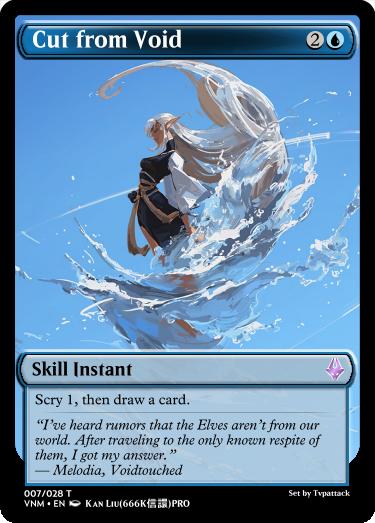 Cut from Void 2
Skill Instant
Scry 1, then draw a card.
“I’ve heard rumors that the Elves aren’t from our
world. After traveling to the only known respite of
them, I got my answer.”
— Melodia, Voidtouched
007/028 T
VNM • EN Kan Liu(666K信譞)PRO
Set by Tvpattack